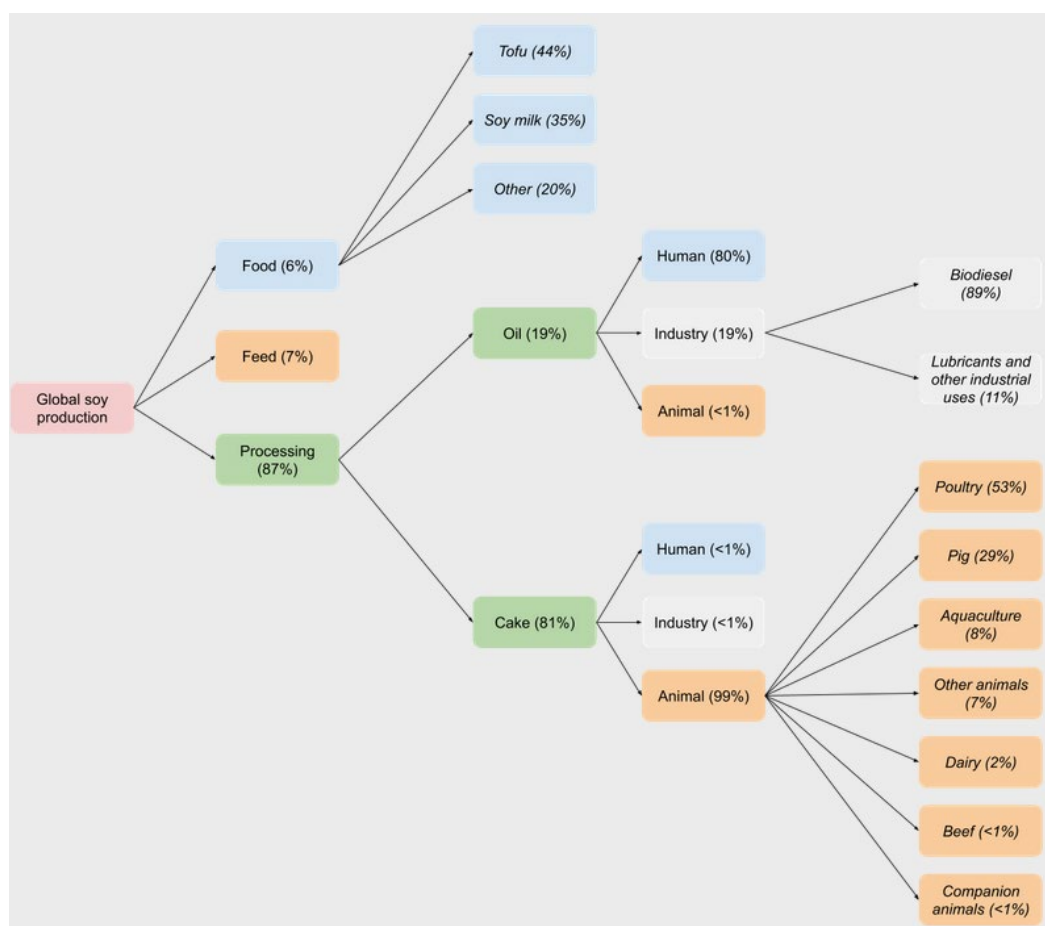 Global soy
production
Food (6%)
Feed (7%)
Processing
(87%)
Tofu (44%)
Soy milk (35%)
Other (20%)
Oil (19%)
Cake (81%)
Human (80%)
Industry (19%)
Animal (<1%)
Human (<1%)
Industry (<1%)
Animal (99%)
Biodiesel
(89%)
Lubricants and
other industrial
uses (11%)
Poultry (53%)
Pig (29%)
Aquaculture
(8%)
Other animals
(7%)
Dairy (2%)
Beef (<1%)
Companion
animals (<1%)